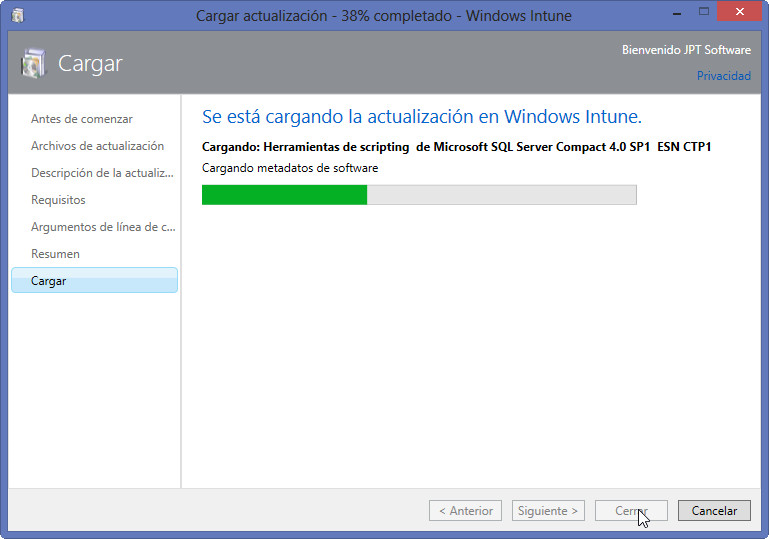 Cargar actualización - 38% completado - Windows Intune
Cargar
Bienvenido JPT Software
Privacidad
Antes de comenzar
Archivos de actualización
Descripción de la actualiz...
Requisitos
Argumentos de línea de c...
Resumen
Cargar
Se está cargando la actualización en Windows Intune.
Cargando: Herramientas de scripting de Microsoft SQL Server Compact 4.0 SP1 ESN CTP1
Cargando metadatos de software
< Anterior
Siguiente >
Cerrar
Cancelar